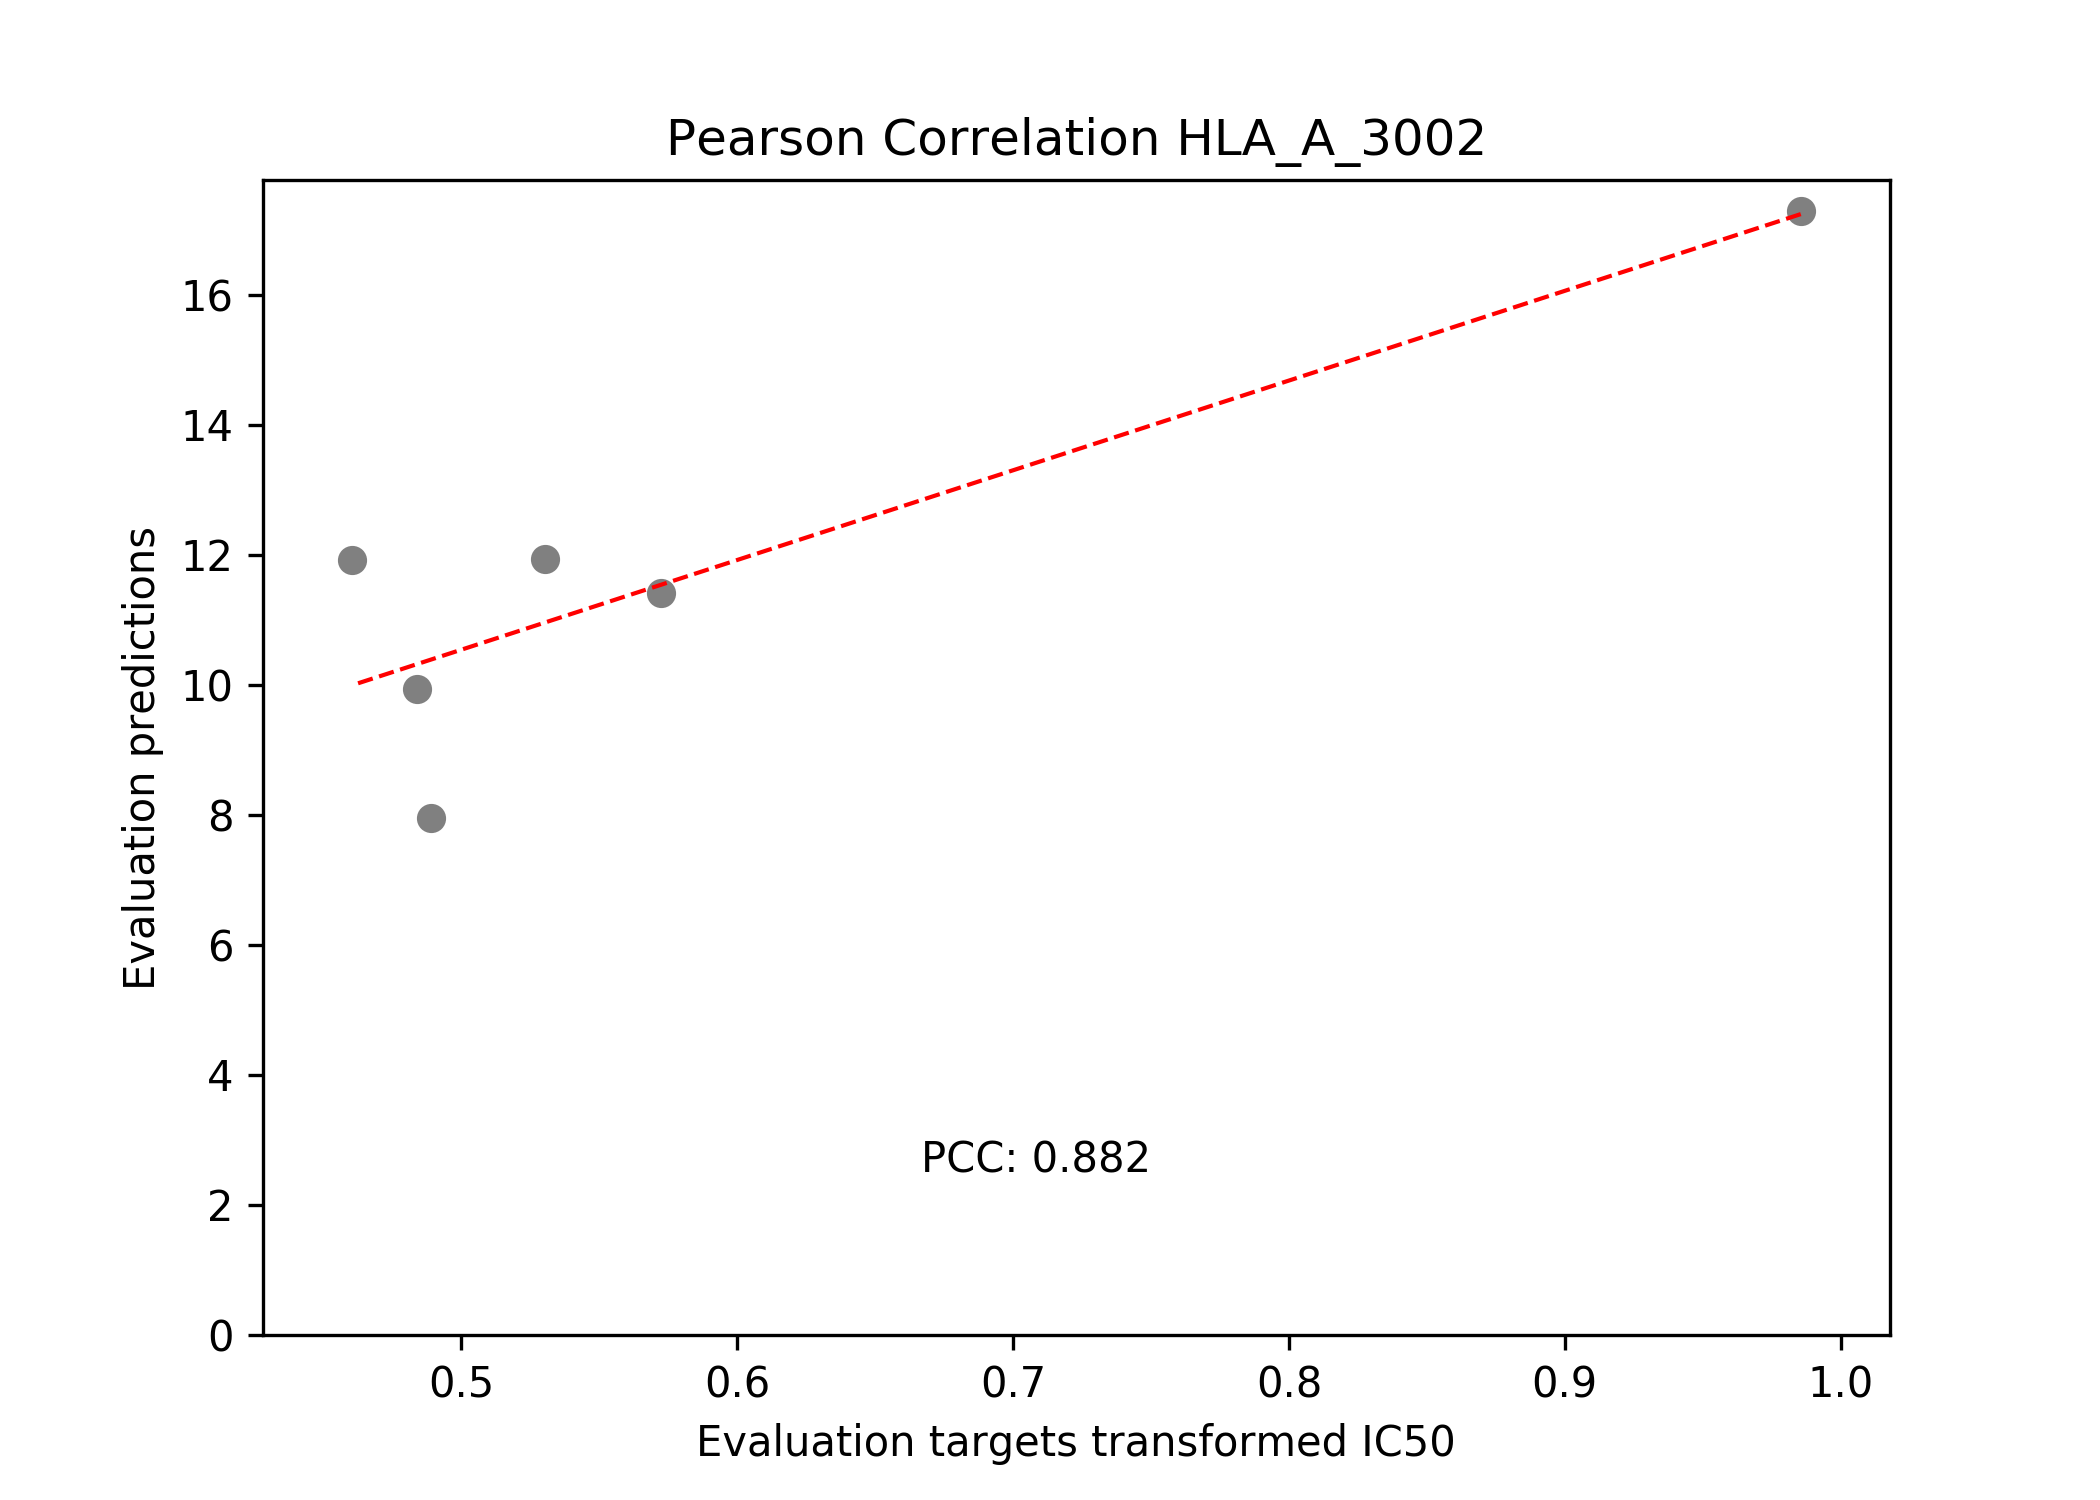 Pearson Correlation HLA_A_3002
16
14
12
10
8
6
4
2
0
Evaluation predictions
PCC: 0.882
0.5 0.6 0.7 0.8 0.9 1.0
Evaluation targets transformed IC50